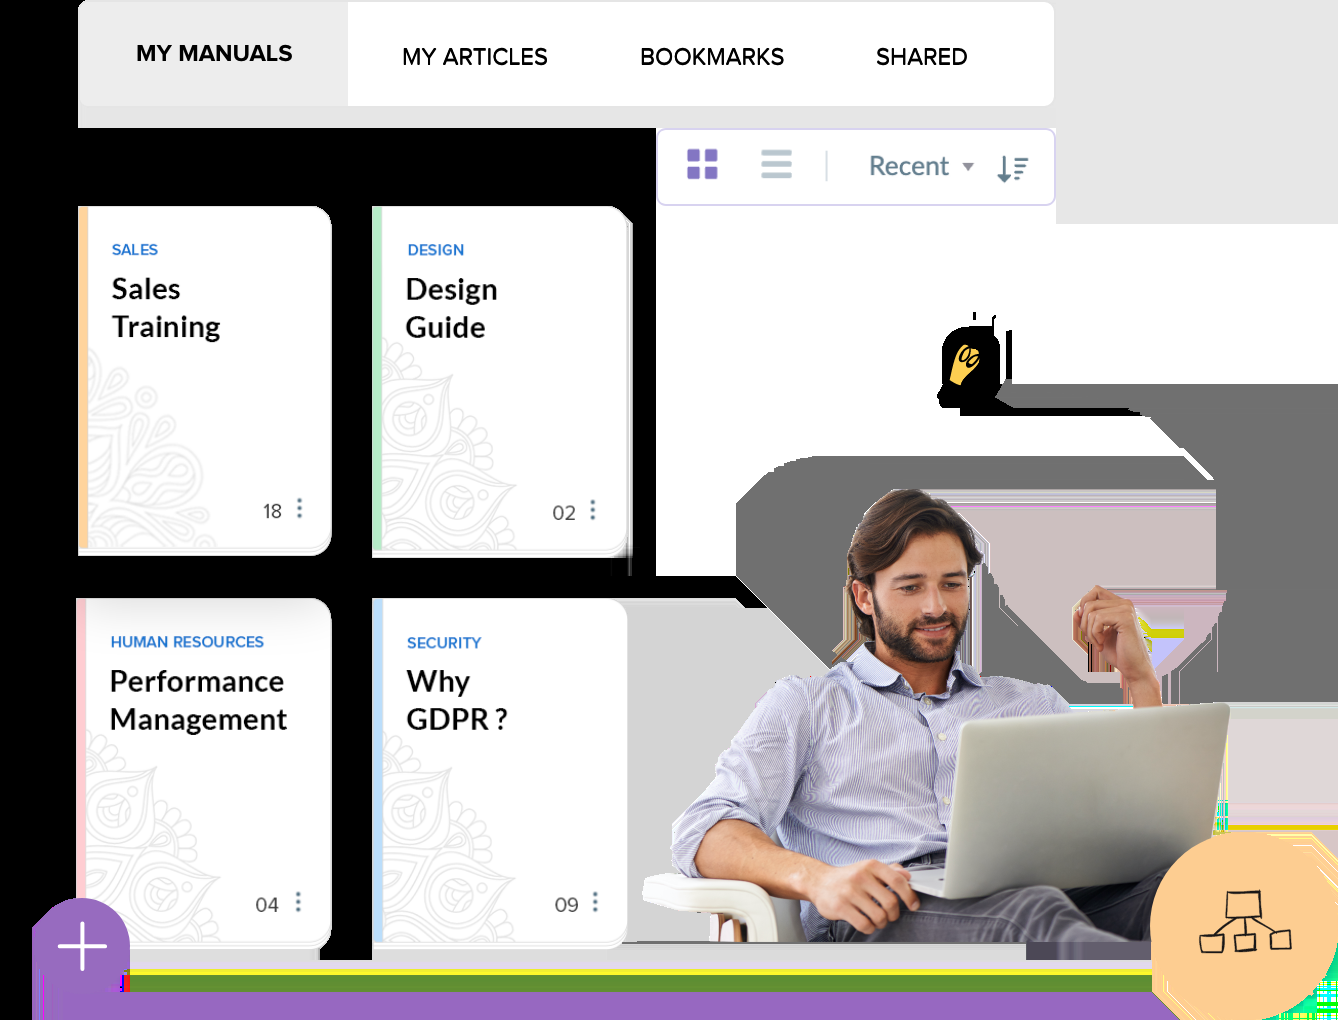 MY MANUALS
MY ARTICLES
BOOKMARKS
SHARED
Recent
SALES
Sales
Training
18
DESIGN
Design
Guide
02
HUMAN RESOURCES
Performance
Management
04
SECURITY
Why
GDPR ?
09